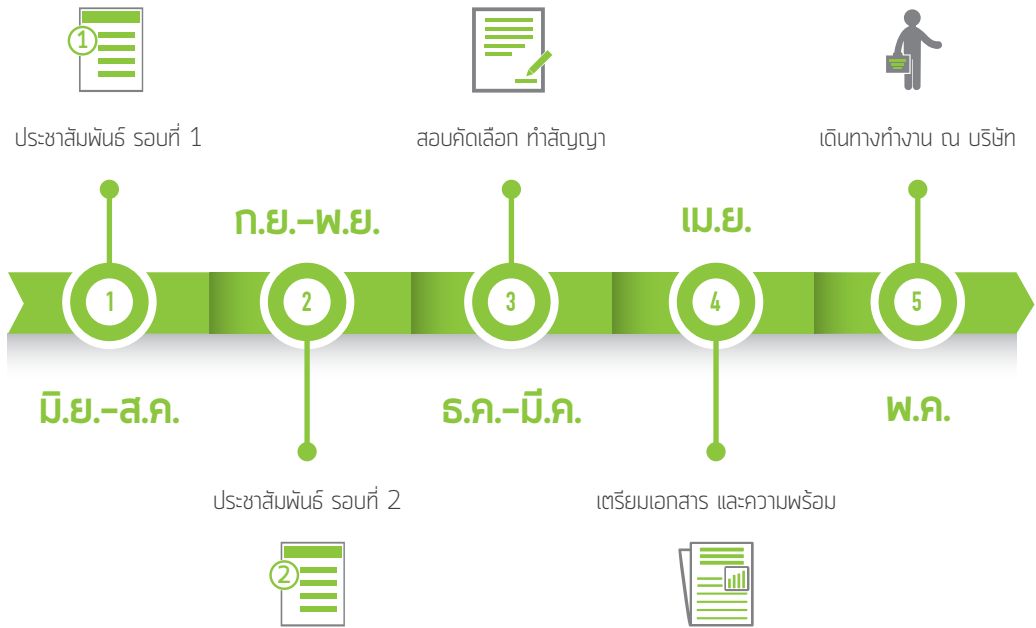 1
ประชาสัมพันธ์ รอบที่ 1
สอบคัดเลือก ทำสัญญา
เดินทางทำงาน ณ บริษัท
ก.ย.-พ.ย.
เม.ย.
1
2
3
4
5
มิ.ย.-ส.ค.
ธ.ค.-มี.ค.
พ.ค.
ประชาสัมพันธ์ รอบที่ 2
เตรียมเอกสาร และความพร้อม
2